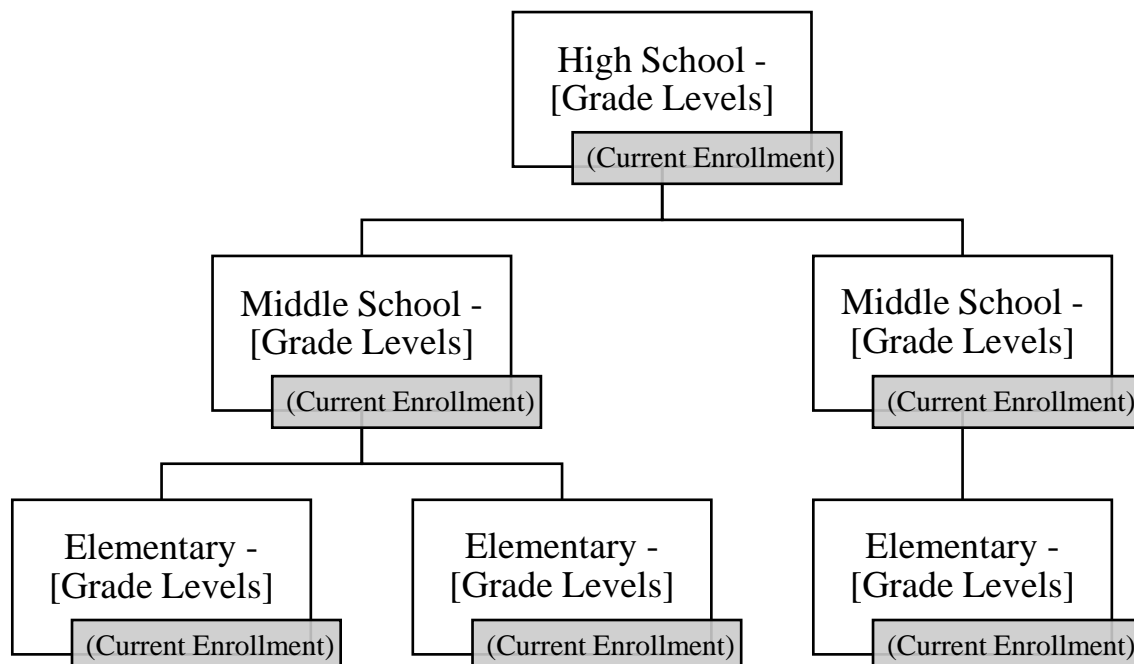 High School -
[Grade Levels]
(Current Enrollment)
Middle School -
[Grade Levels]
(Current Enrollment)
Middle School -
[Grade Levels]
(Current Enrollment)
Elementary -
[Grade Levels]
(Current Enrollment)
Elementary -
[Grade Levels]
(Current Enrollment)
Elementary -
[Grade Levels]
(Current Enrollment)